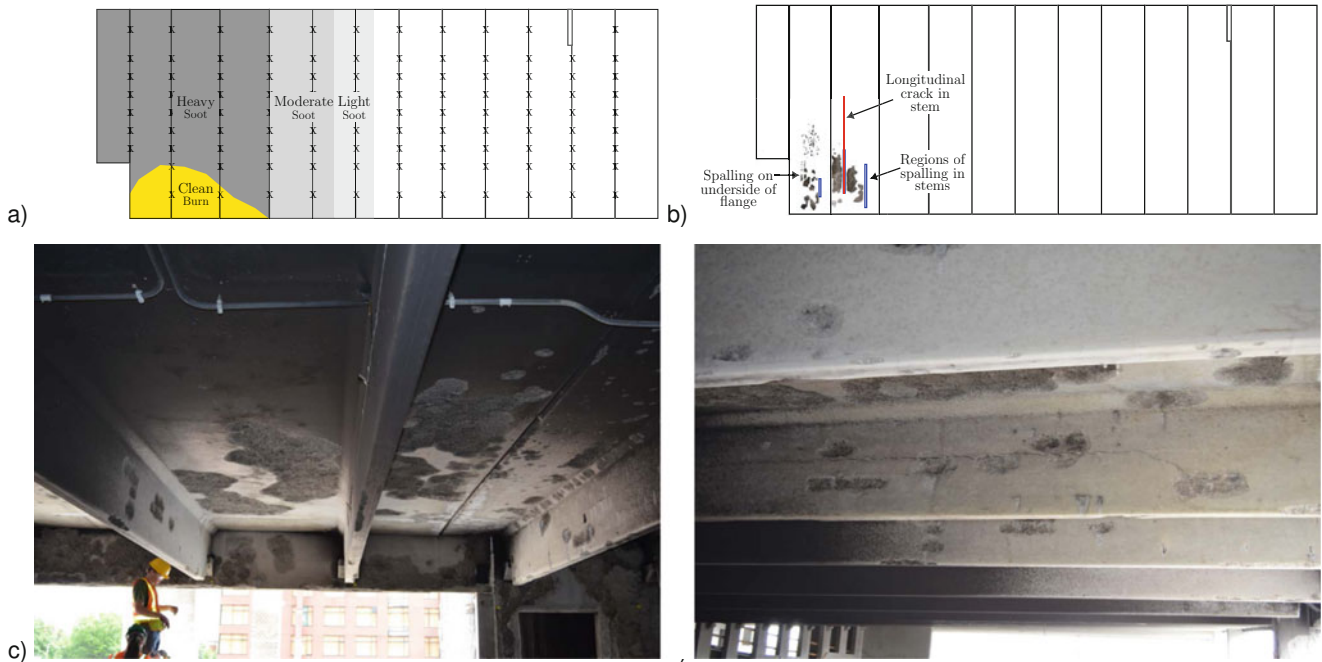 x x x x x x x x x x x x
x x x x x x x x x x x x
x x x x x x x x x x x x
x x x x x x x x x x x x
Heavy Moderate Light
Soot Soot Soot
x x x x x x x x x x x x
x x x x x x x x x x x x
Clean
Burn
x x x x x x x x x x x x
a)
Longitudinal
crack in
stem
Spalling on
underside of
flange
Regions of
spalling in
stems
b)
c)